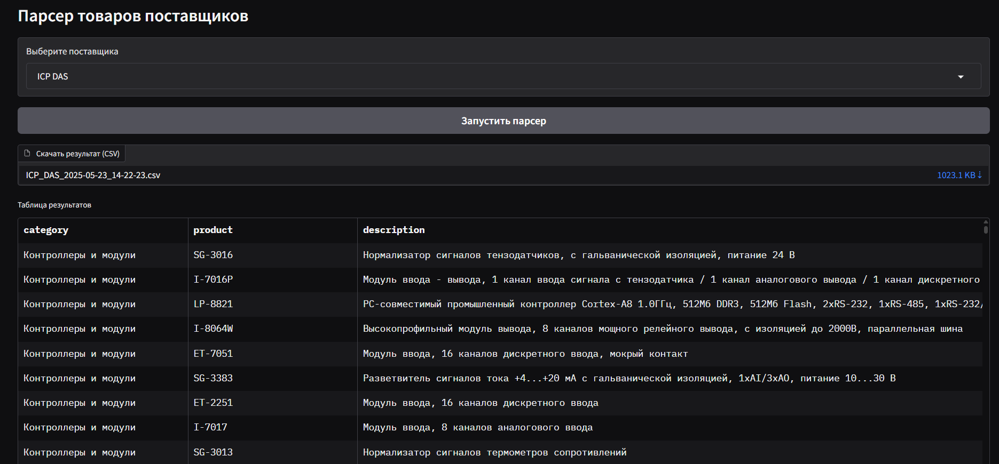 Парсер товаров поставщиков
Выберите поставщика
ICP DAS
Запустить парсер
Скачать результат (CSV)
ICP_DAS_2025-05-23_14-22-23.csv 1023.1 KB ⇣
Таблица результатов
category product description
Контроллеры и модули SG-3016 Нормализатор сигналов тензодатчиков, с гальванической изоляцией, питание 24 В
Контроллеры и модули I-7016P Модуль ввода - вывода, 1 канал ввода сигнала с тензодатчика / 1 канал аналогового вывода / 1 канал дискретного
Контроллеры и модули LP-8821 PC-совместимый промышленный контроллер Cortex-A8 1.0ГГц, 512Мб DDR3, 512Мб Flash, 2xRS-232, 1xRS-485, 1xRS-232/
Контроллеры и модули I-8064W Высокопрофильный модуль вывода, 8 каналов мощного релейного вывода, с изоляцией до 2000В, параллельная шина
Контроллеры и модули ET-7051 Модуль ввода, 16 каналов дискретного ввода, мокрый контакт
Контроллеры и модули SG-3383 Разветвитель сигналов тока +4...+20 мА с гальванической изоляцией, 1xAI/3xAO, питание 10...30 В
Контроллеры и модули ET-2251 Модуль ввода, 16 каналов дискретного ввода
Контроллеры и модули I-7017 Модуль ввода, 8 каналов аналогового ввода
Контроллеры и модули SG-3013 Нормализатор сигналов термометров сопротивлений